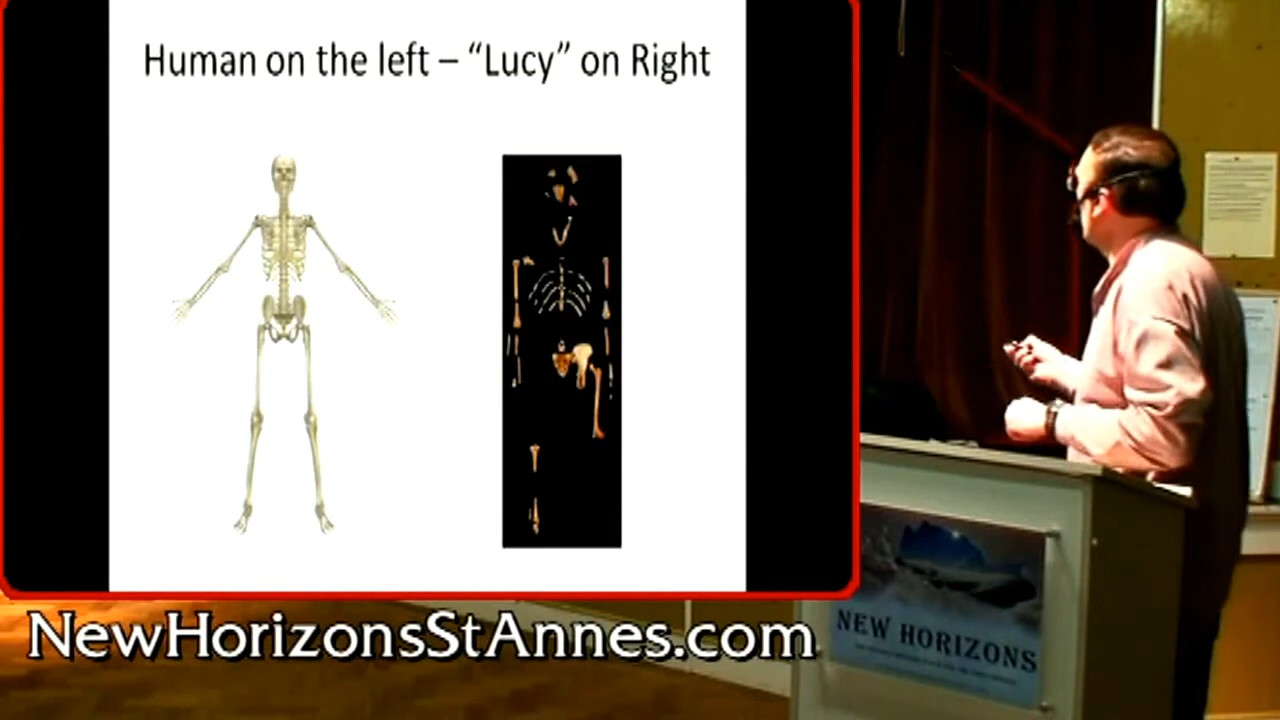 Human on the left – “Lucy” on Right
NewHorizonsStAnnes.com
NEW HORIZONS